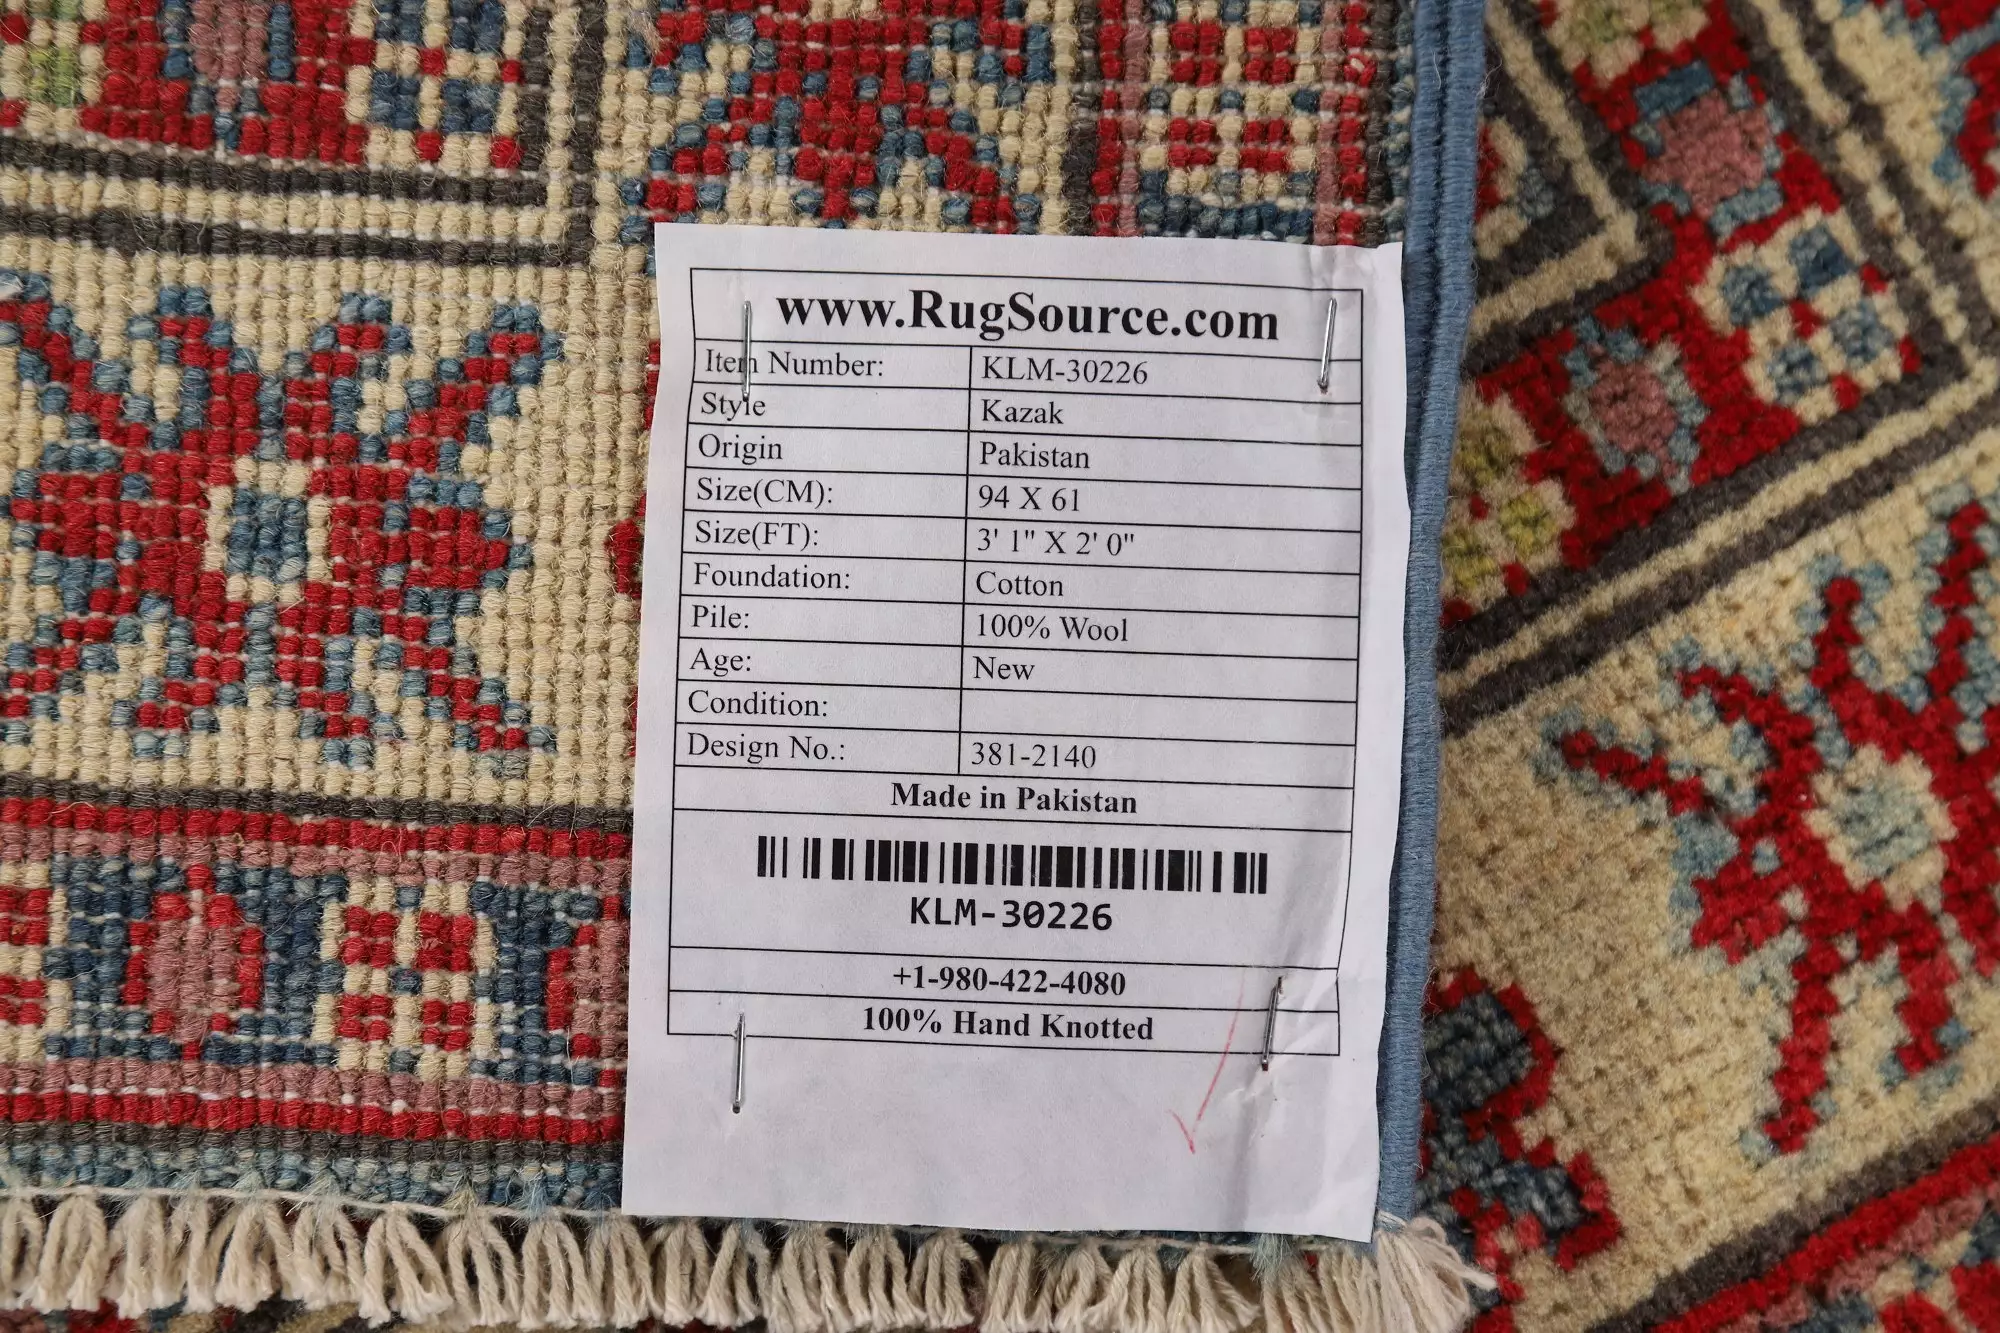 www.RugSource.com
Item Number: KLM-30226
Style Kazak
Origin Pakistan
Size(CM): 94 X 61
Size(FT): 3' 1" X 2' 0"
Foundation: Cotton
Pile: 100% Wool
Age: New
Condition:
Design No.: 381-2140
Made in Pakistan
KLM-30226
+1-980-422-4080
100% Hand Knotted